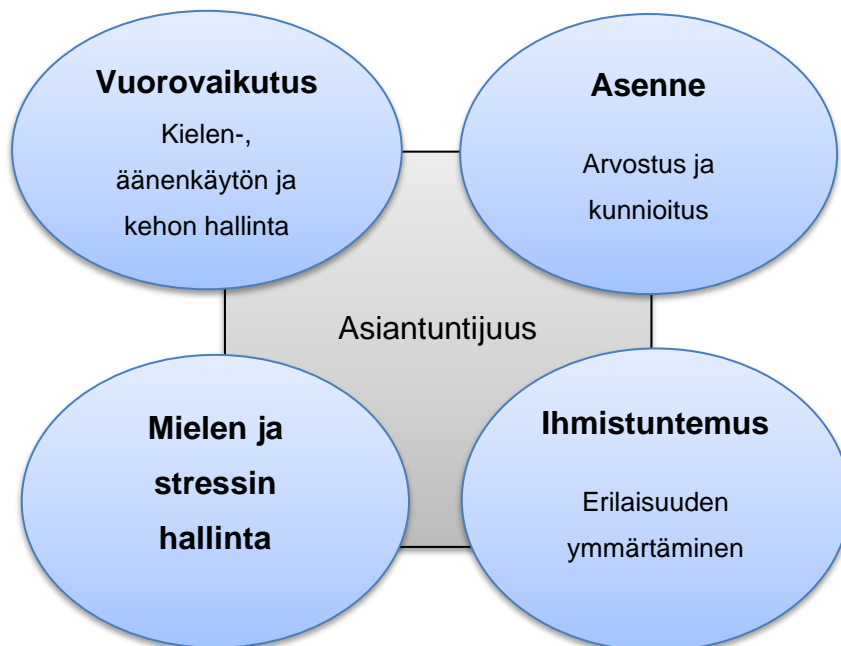 Vuorovaikutus
Kielen-,
äänenkäytön ja
kehon hallinta
Asenne
Arvostus ja
kunnioitus
Asiantuntijuus
Mielen ja
stressin
hallinta
Ihmistuntemus
Erilaisuuden
ymmärtäminen